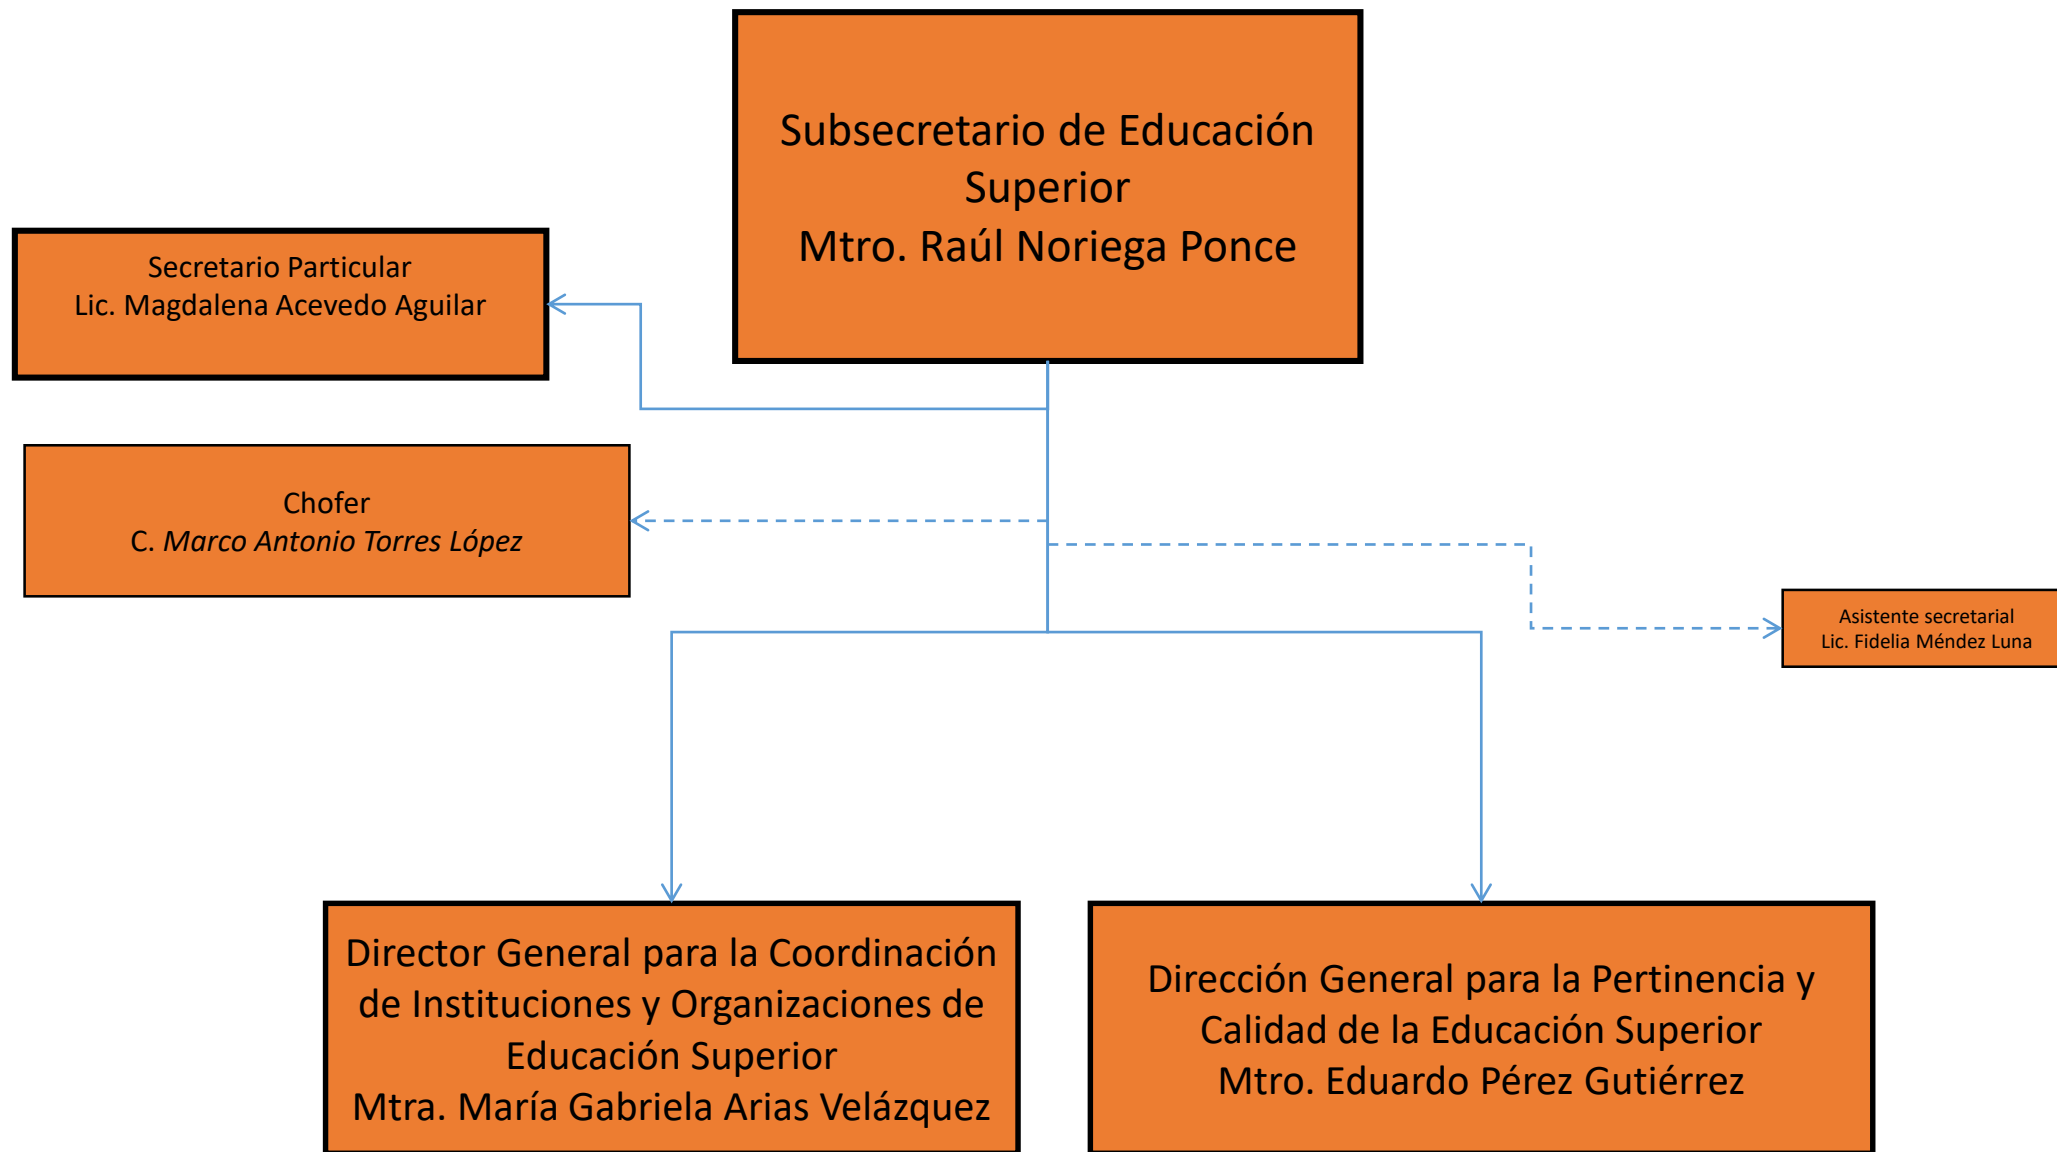 Subsecretario de Educación
Superior
Mtro. Raúl Noriega Ponce
Secretario Particular
Lic. Magdalena Acevedo Aguilar
Chofer
C. Marco Antonio Torres López
Asistente secretarial
Lic. Fidelia Méndez Luna
Director General para la Coordinación
de Instituciones y Organizaciones de
Educación Superior
Mtra. María Gabriela Arias Velázquez
Dirección General para la Pertinencia y
Calidad de la Educación Superior
Mtro. Eduardo Pérez Gutiérrez